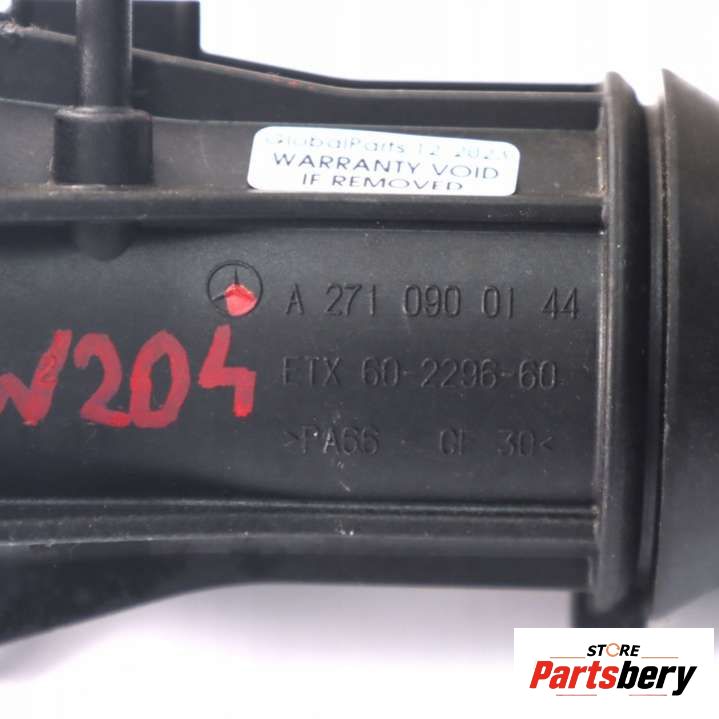 GlobalParts 12 2023
WARRANTY VOID
IF REMOVED
A 271 090 01 44
ETX 60-2296-60
>PA66 - GF 30<
W204
STORE
Partsbery